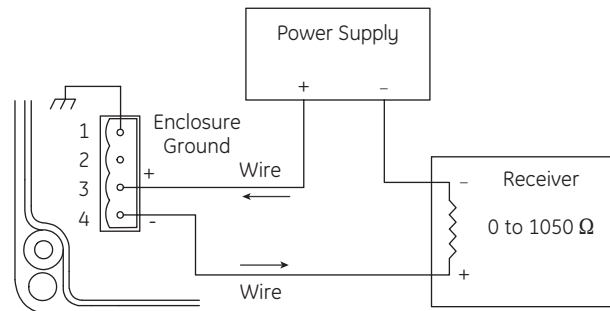 Power Supply
+ –
1
2
3
4
Enclosure
Ground
+
-
Wire
Wire
–
Receiver
0 to 1050 Ω
+